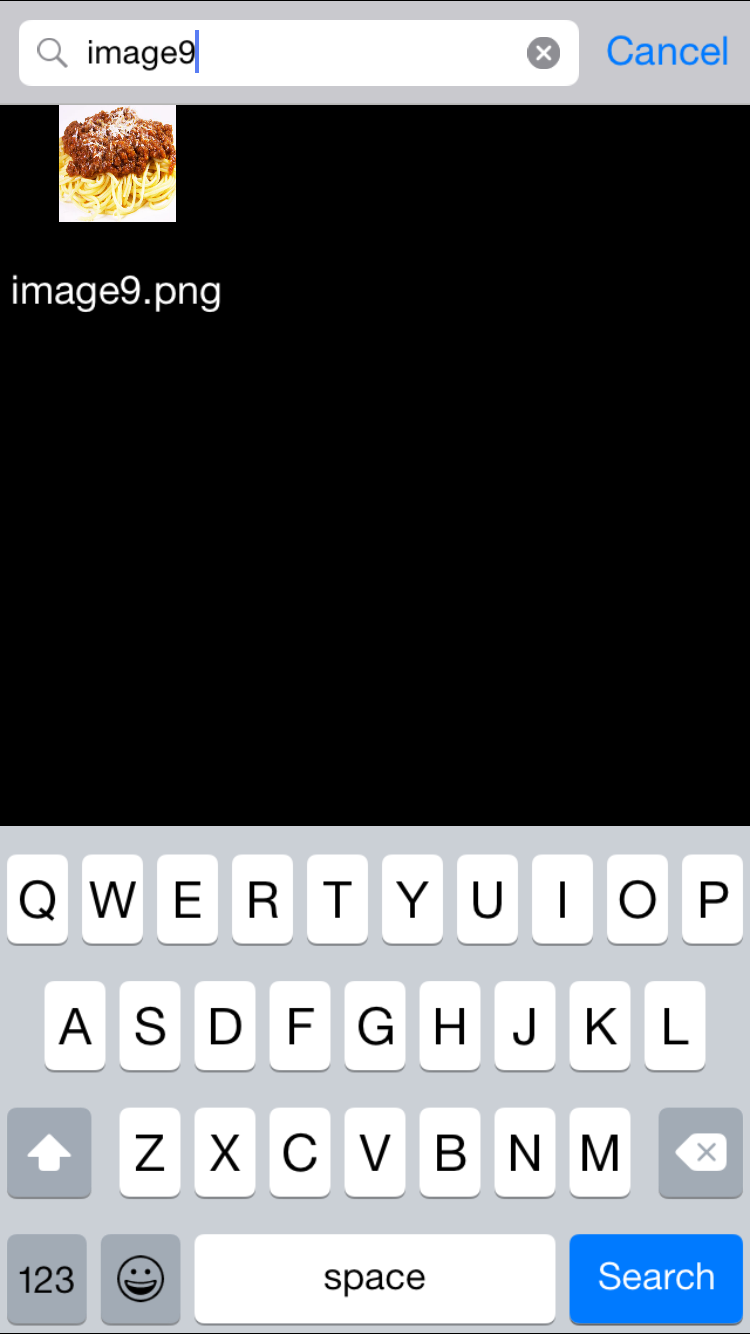 image9 Cancel
image9.png
Q W E R T Y U I O P
A S D F G H J K L
Z X C V B N M
123 space Search